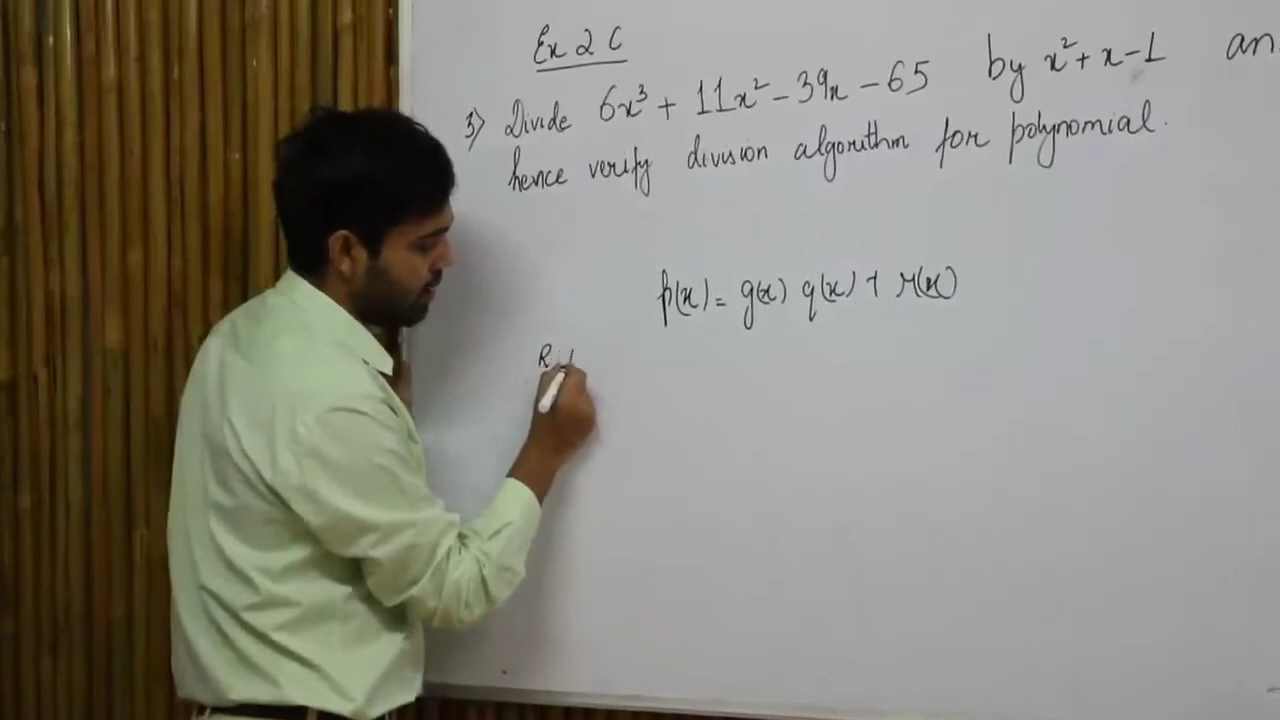 Ex 2 C
3) Divide 6x³ + 11x² - 39x - 65 by x² + x - 1 an
hence verify division algorithm for polynomial.
p(x) = g(x) q(x) + r(x)
R